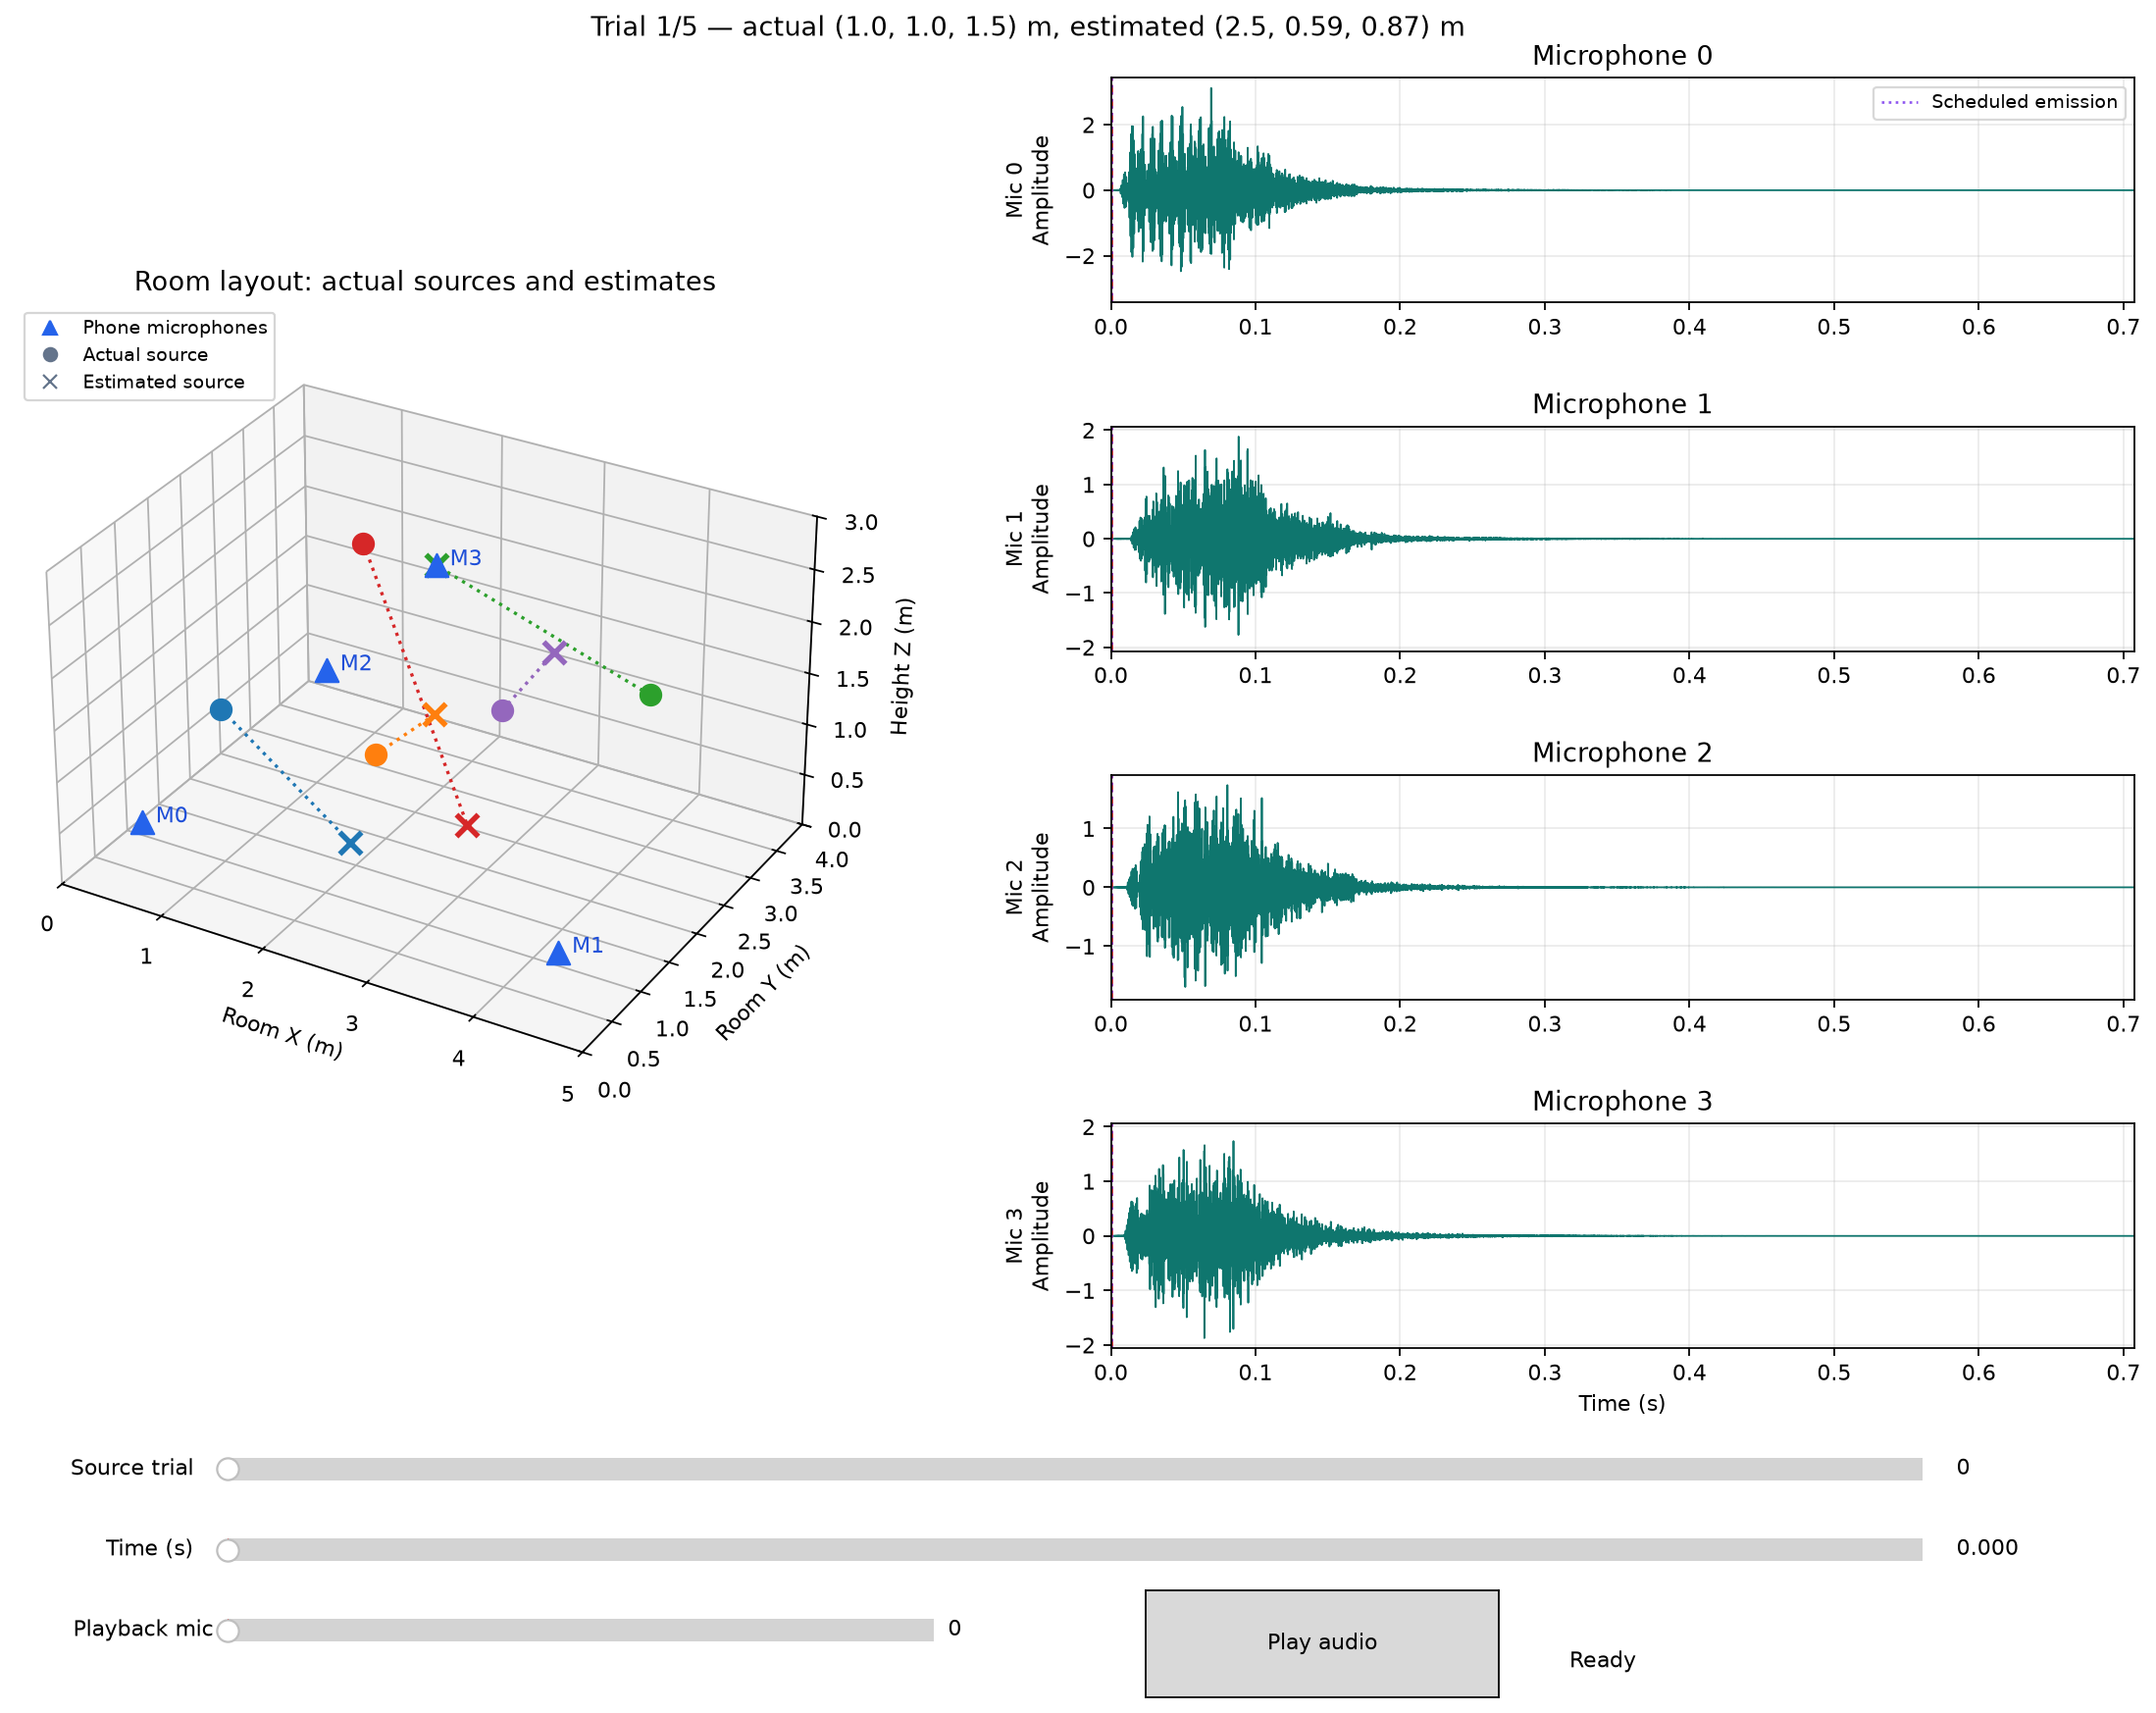 Trial 1/5 — actual (1.0, 1.0, 1.5) m, estimated (2.5, 0.59, 0.87) m
Room layout: actual sources and estimates
Phone microphones
Actual source
Estimated source
M3
M2
M0
M1
3.0
2.5
2.0
1.5
1.0
0.5
0.0
Height Z (m)
4.0
3.5
3.0
2.5
2.0
1.5
1.0
0.5
0.0
Room Y (m)
0
1
2
3
4
5
Room X (m)
Microphone 0
Scheduled emission
Mic 0
Amplitude
2
0
−2
0.0 0.1 0.2 0.3 0.4 0.5 0.6 0.7
Microphone 1
Mic 1
Amplitude
2
1
0
−1
−2
0.0 0.1 0.2 0.3 0.4 0.5 0.6 0.7
Microphone 2
Mic 2
Amplitude
1
0
−1
0.0 0.1 0.2 0.3 0.4 0.5 0.6 0.7
Microphone 3
Mic 3
Amplitude
2
1
0
−1
−2
0.0 0.1 0.2 0.3 0.4 0.5 0.6 0.7
Time (s)
Source trial 0
Time (s) 0.000
Playback mic 0
Play audio
Ready